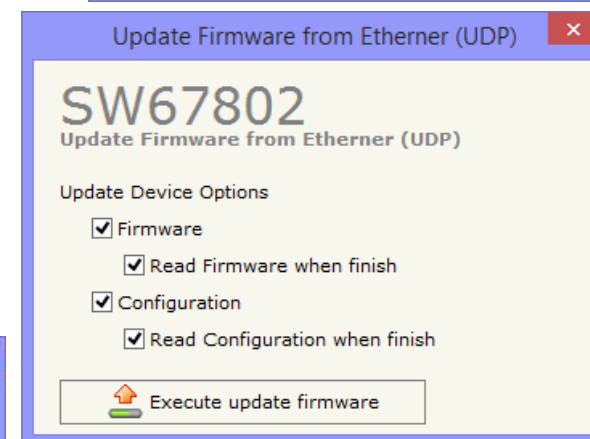 Update Firmware from Etherner (UDP)
SW67802
Update Firmware from Etherner (UDP)
Update Device Options
Firmware
Read Firmware when finish
Configuration
Read Configuration when finish
Execute update firmware